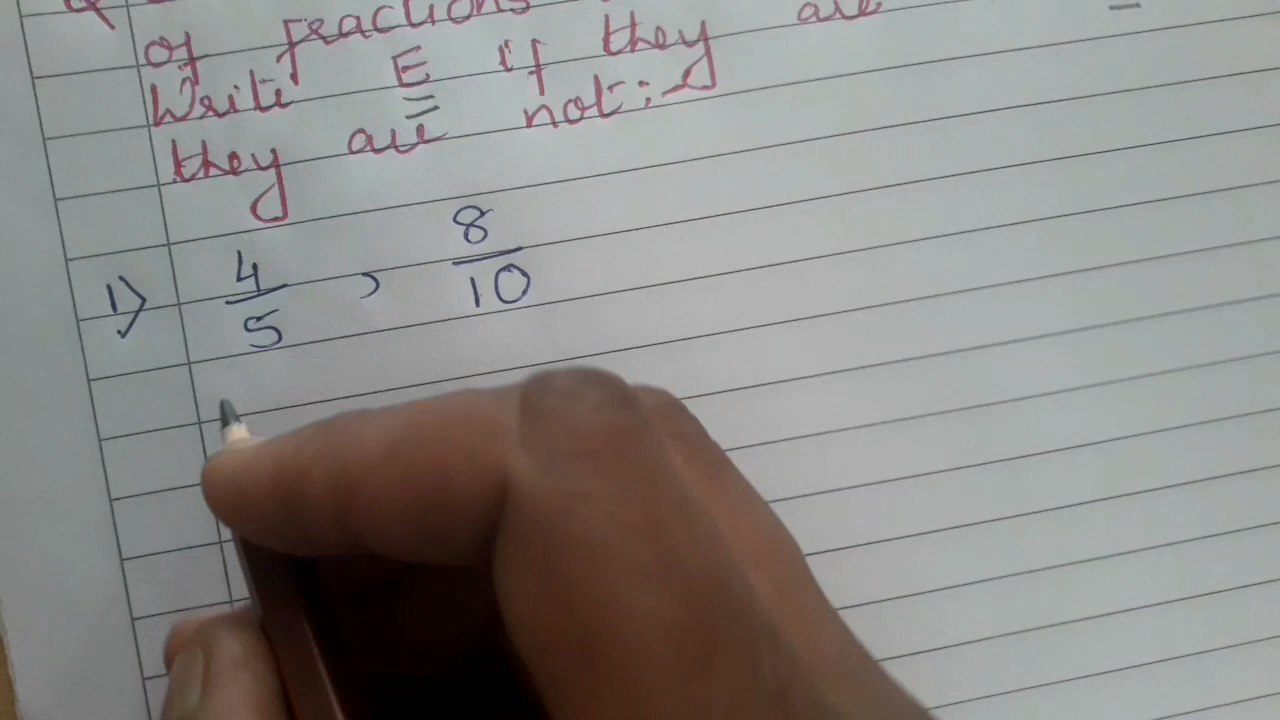 of fractions
Write E if they are
they are not:-
1) 4/5 , 8/10